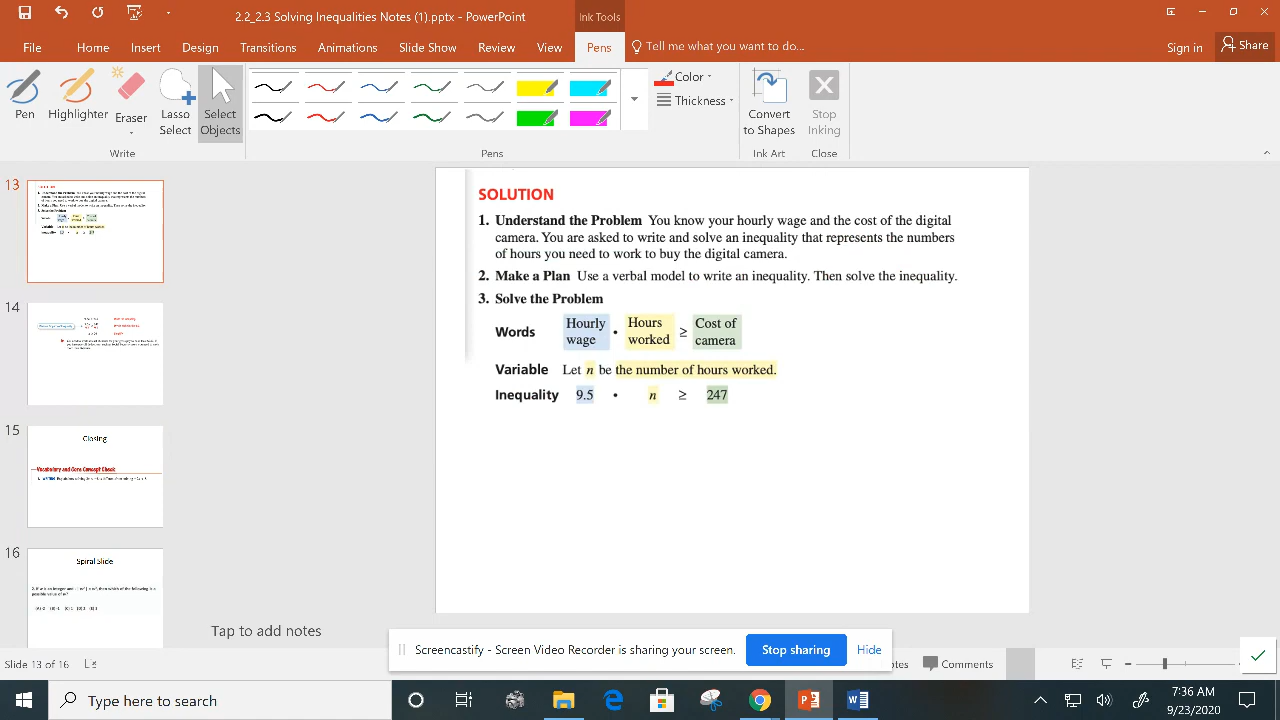 2.2_2.3 Solving Inequalities Notes (1).pptx - PowerPoint
Ink Tools
File Home Insert Design Transitions Animations Slide Show Review View Pens Tell me what you want to do... Sign in Share
Pen Highlighter Eraser Lasso Select Select Objects
Color
Thickness
Convert to Shapes
Stop Inking
Write Pens Ink Art Close
13
14
15
Closing
Vocabulary and Core Concept Check
16
Spiral Slide
SOLUTION
1. Understand the Problem You know your hourly wage and the cost of the digital
camera. You are asked to write and solve an inequality that represents the numbers
of hours you need to work to buy the digital camera.
2. Make a Plan Use a verbal model to write an inequality. Then solve the inequality.
3. Solve the Problem
Words Hourly wage • Hours worked ≥ Cost of camera
Variable Let n be the number of hours worked.
Inequality 9.5 • n ≥ 247
Tap to add notes
Screencastify - Screen Video Recorder is sharing your screen. Stop sharing Hide
Slide 13 of 16 Comments
Type here to search
7:36 AM
9/23/2020